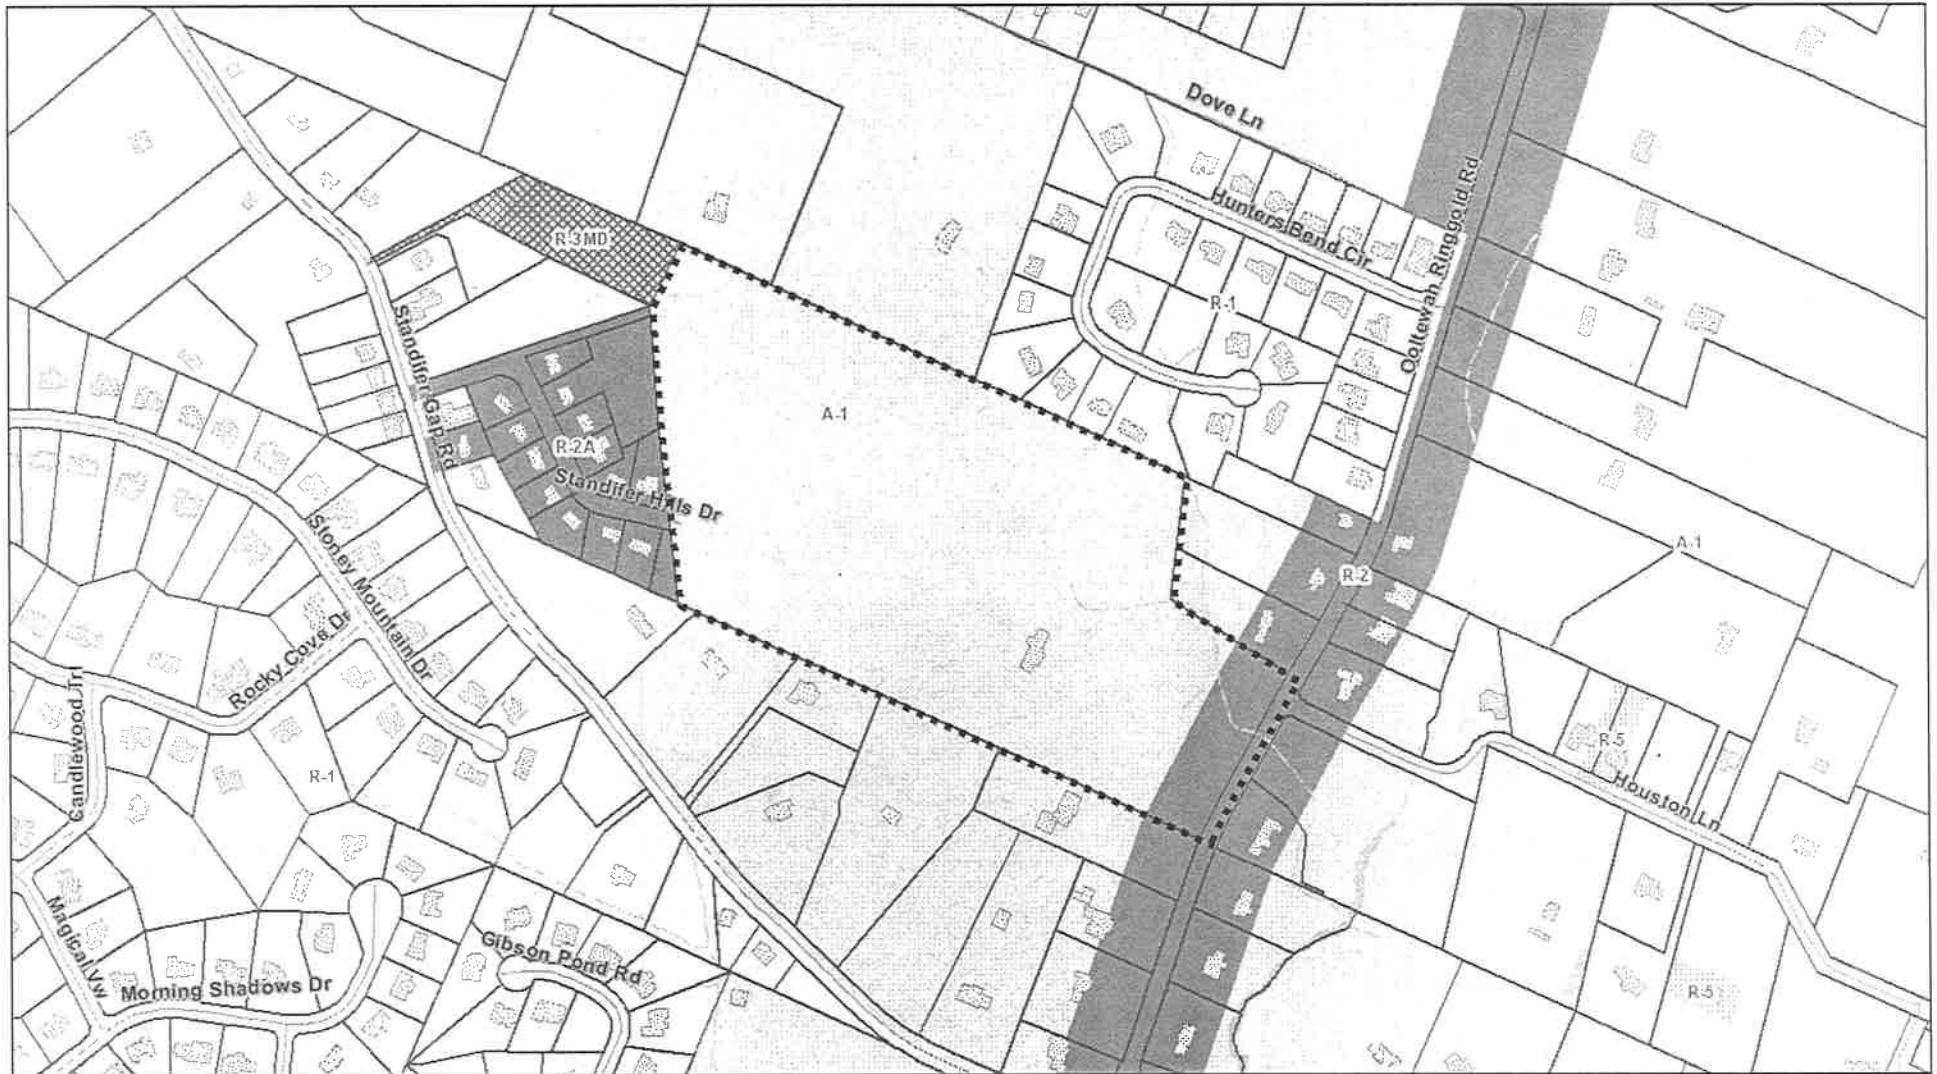 Dove Ln
Hunters Bend Cir
Ooltewah Ringgold Rd
R-3MD
R-1
Standifer Gap Rd
A-1
R-2A
Standifer Hills Dr
Stoney Mountain Dr
A-1
R-2
Rocky Cove Dr
Candlewood Trl
R-1
R-5
Houston Ln
Magical Vw
Gibson Pond Rd
Morning Shadows Dr
R-5